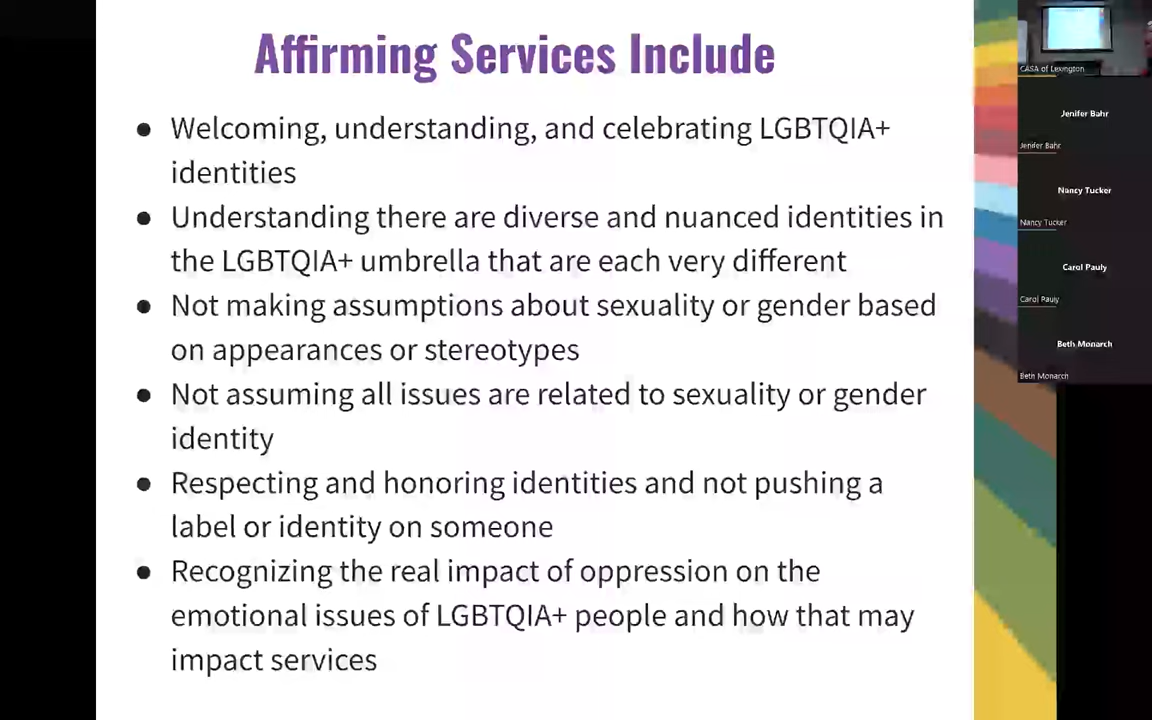 Affirming Services Include
● Welcoming, understanding, and celebrating LGBTQIA+
identities
● Understanding there are diverse and nuanced identities in
the LGBTQIA+ umbrella that are each very different
● Not making assumptions about sexuality or gender based
on appearances or stereotypes
● Not assuming all issues are related to sexuality or gender
identity
● Respecting and honoring identities and not pushing a
label or identity on someone
● Recognizing the real impact of oppression on the
emotional issues of LGBTQIA+ people and how that may
impact services
CASA of Lexington
Jenifer Bahr
Jenifer Bahr
Nancy Tucker
Nancy Tucker
Carol Pauly
Carol Pauly
Beth Monarch
Beth Monarch